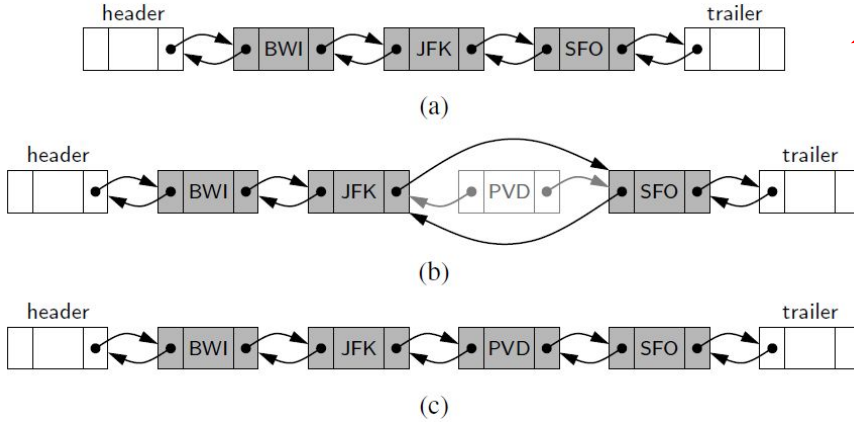 header trailer
BWI JFK SFO
(a)
header trailer
BWI JFK PVD SFO
(b)
header trailer
BWI JFK PVD SFO
(c)